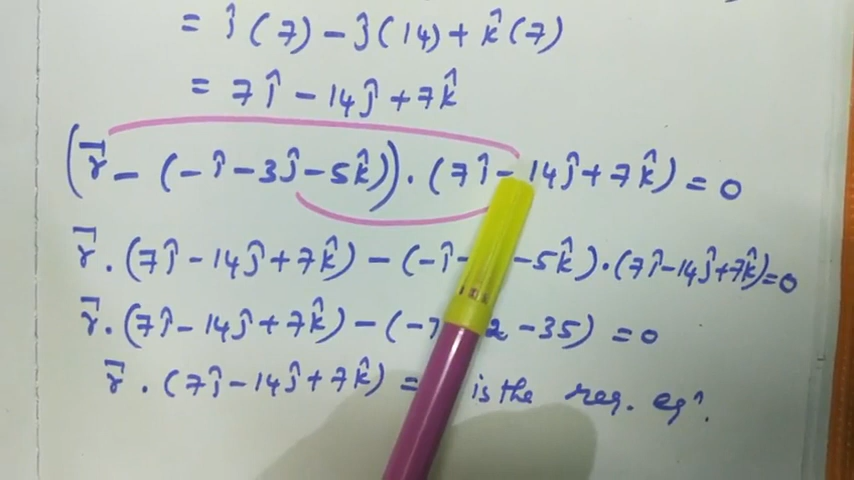 = î(7) - ĵ(14) + k̂(7)
= 7î - 14ĵ + 7k̂
(r⃗ - (-î - 3ĵ - 5k̂)) · (7î - 14ĵ + 7k̂) = 0
r⃗ · (7î - 14ĵ + 7k̂) - (-î - - 5k̂) · (7î - 14ĵ + 7k̂) = 0
r⃗ · (7î - 14ĵ + 7k̂) - (-7 2 - 35) = 0
r⃗ · (7î - 14ĵ + 7k̂) = is the req. eqⁿ.